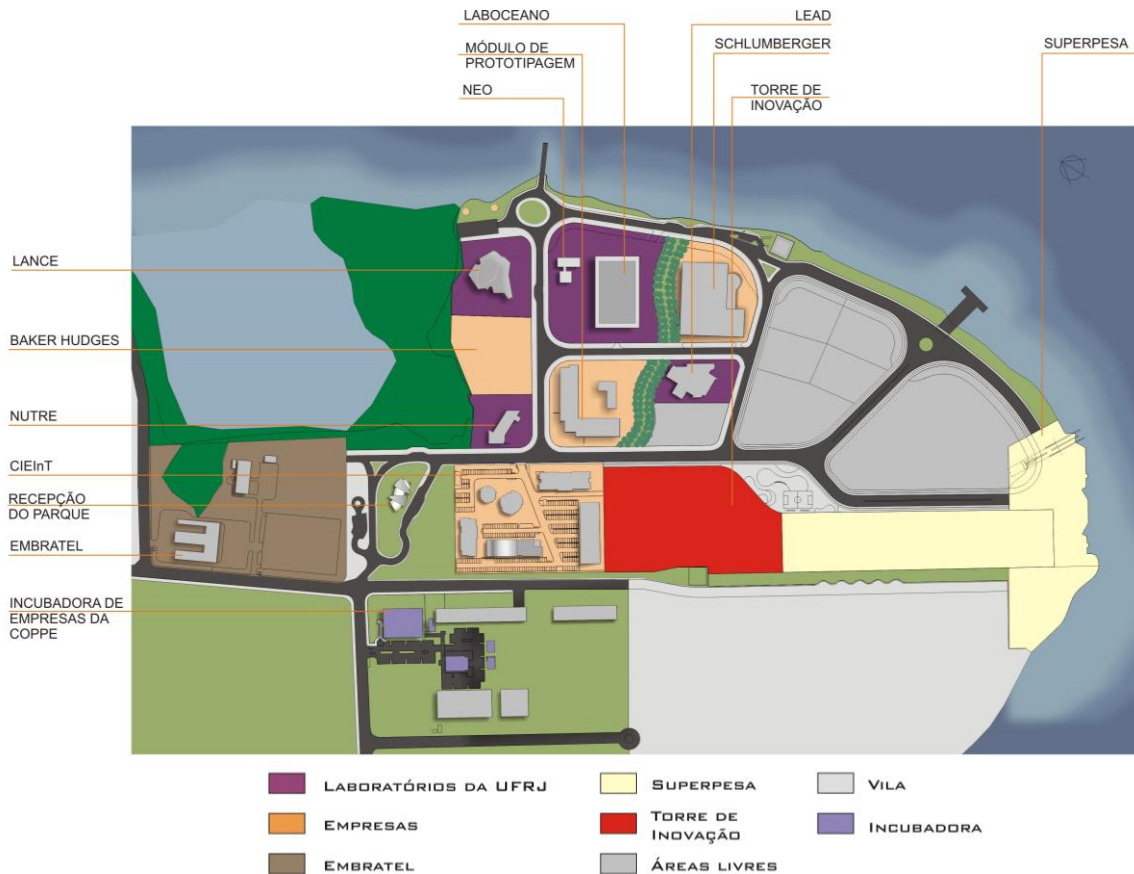 LABOCEANO
LEAD
MÓDULO DE
PROTOTIPAGEM
SCHLUMBERGER
SUPERPESA
NEO
TORRE DE
INOVAÇÃO
LANCE
BAKER HUDGES
NUTRE
CIEInT
RECEPÇÃO
DO PARQUE
EMBRATEL
INCUBADORA DE
EMPRESAS DA
COPPE
LABORATÓRIOS DA UFRJ
EMPRESAS
EMBRATEL
SUPERPESA
TORRE DE
INOVAÇÃO
ÁREAS LIVRES
VILA
INCUBADORA